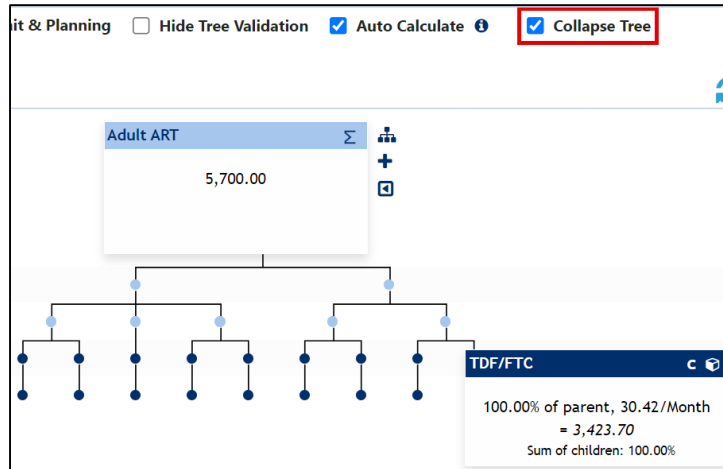 it & Planning Hide Tree Validation Auto Calculate Collapse Tree
Adult ART Σ
5,700.00
TDF/FTC C
100.00% of parent, 30.42/Month
= 3,423.70
Sum of children: 100.00%